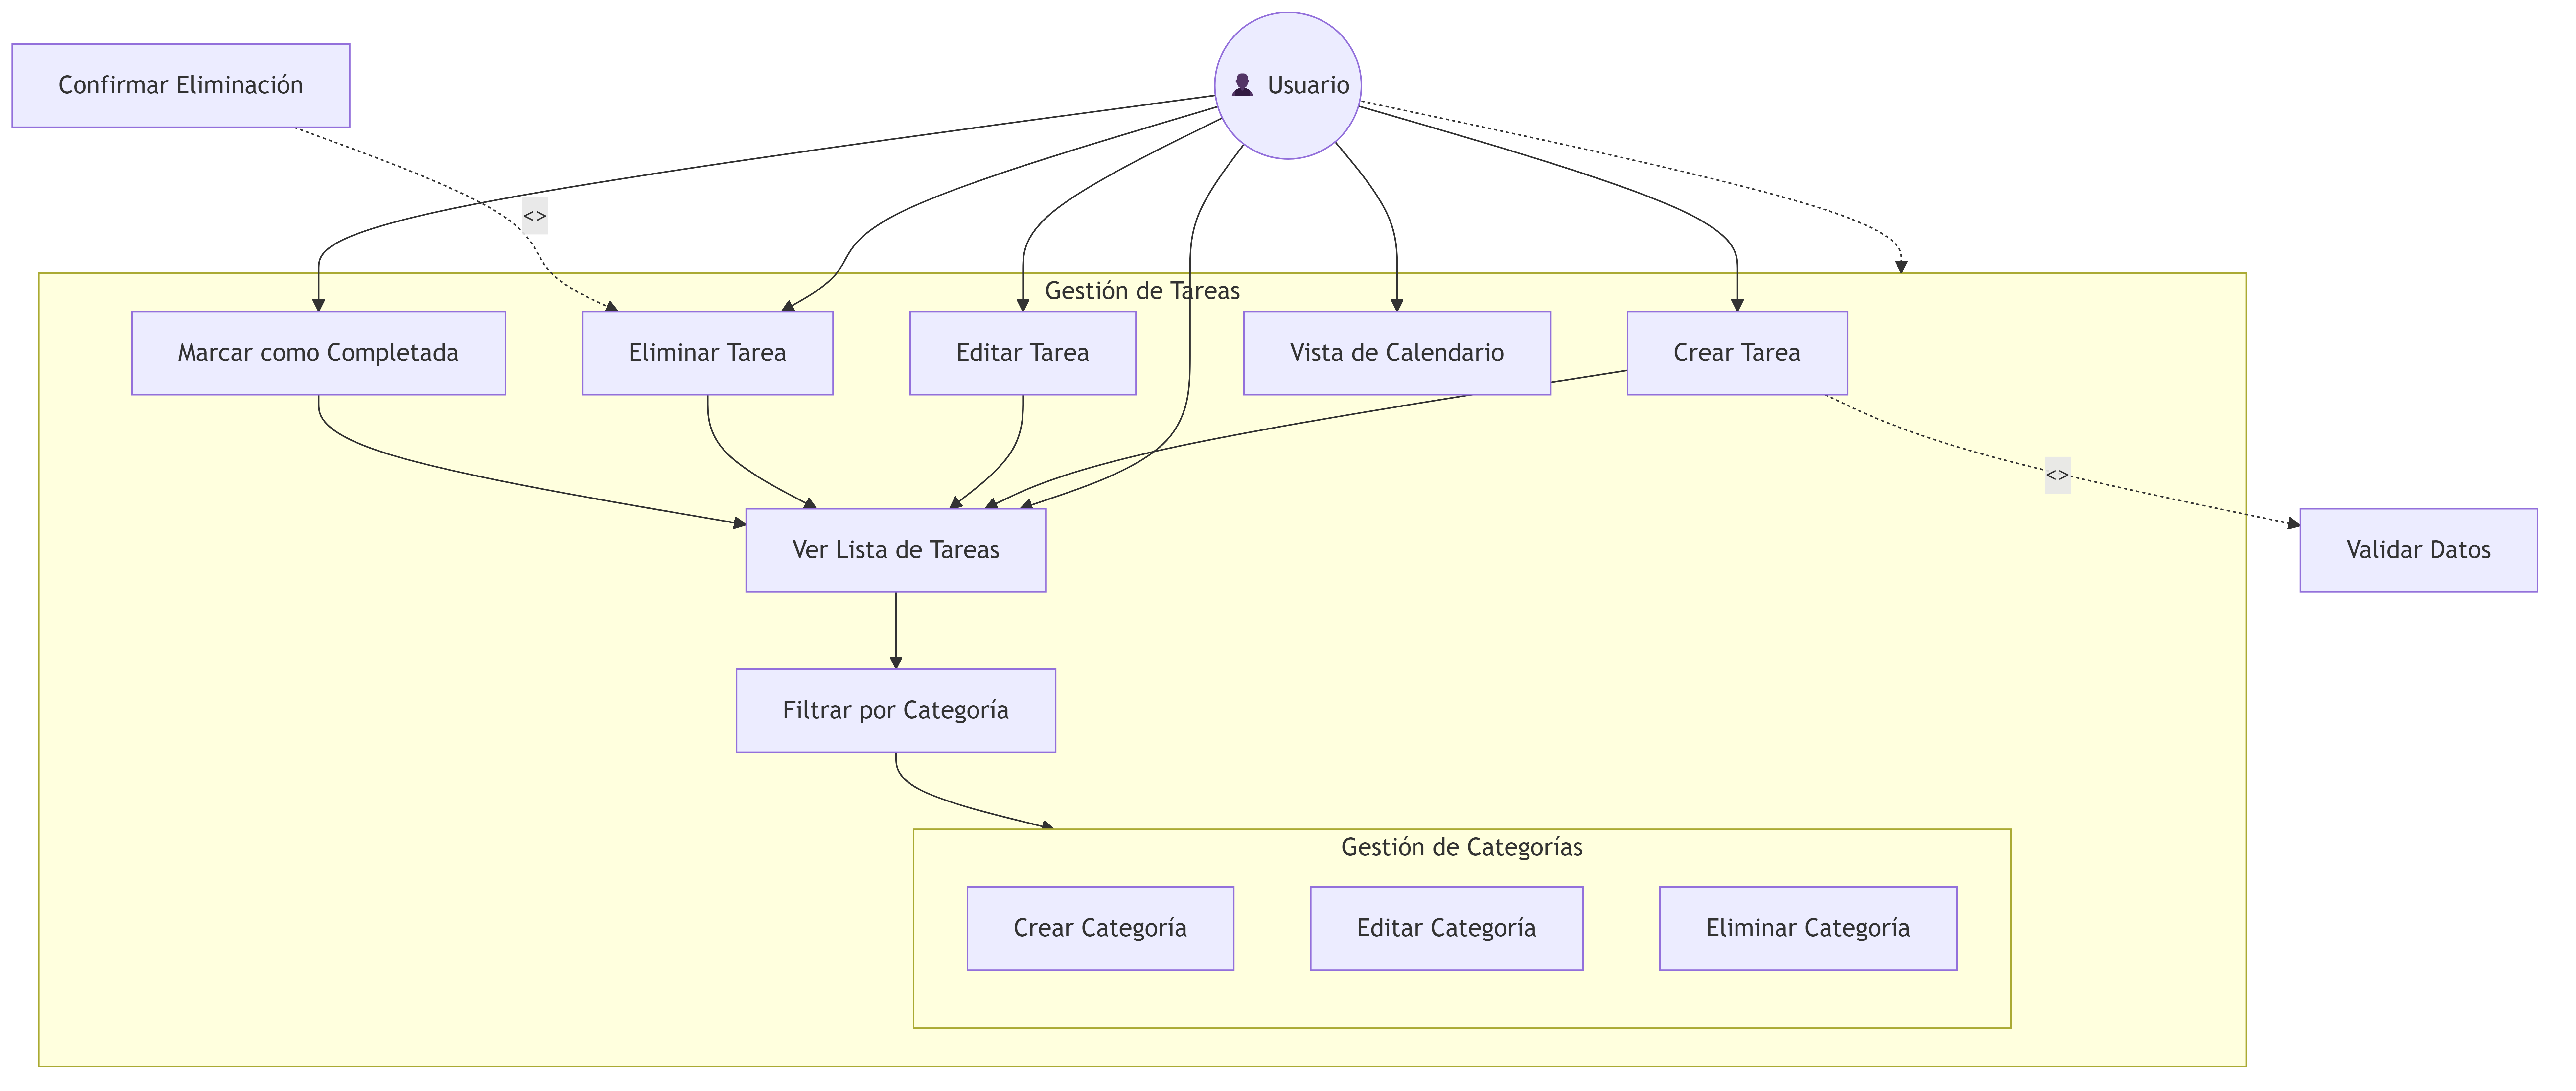 Confirmar Eliminación
Usuario
<>
Gestión de Tareas
Marcar como Completada
Eliminar Tarea
Editar Tarea
Vista de Calendario
Crear Tarea
<>
Ver Lista de Tareas
Validar Datos
Filtrar por Categoría
Gestión de Categorías
Crear Categoría
Editar Categoría
Eliminar Categoría